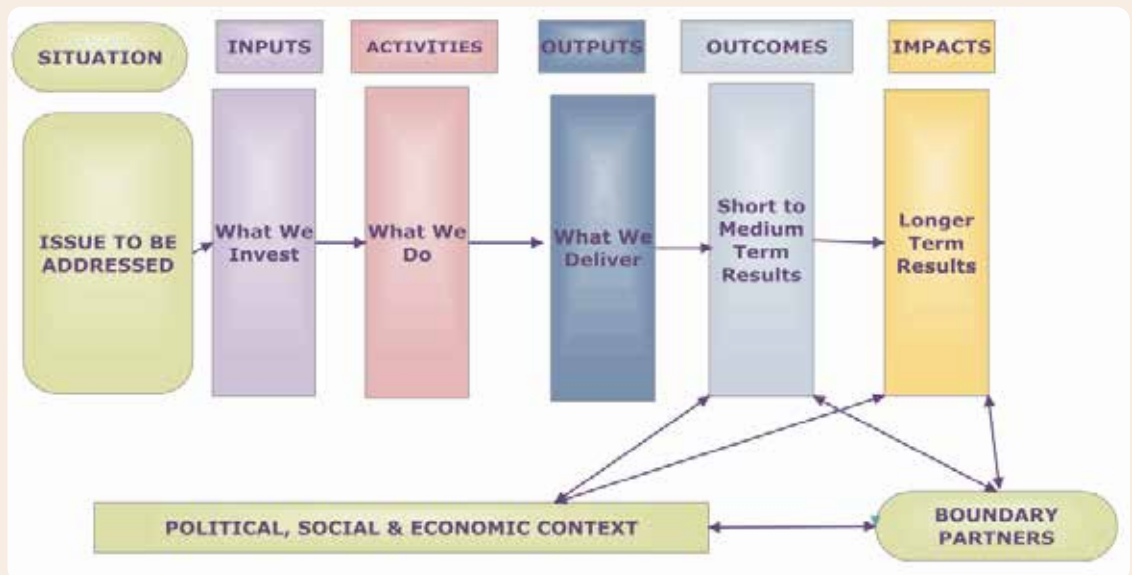 SITUATION
INPUTS
ACTIVITIES
OUTPUTS
OUTCOMES
IMPACTS
ISSUE TO BE
ADDRESSED
What We
Invest
What We
Do
What We
Deliver
Short to
Medium
Term
Results
Longer
Term
Results
POLITICAL, SOCIAL & ECONOMIC CONTEXT
BOUNDARY
PARTNERS